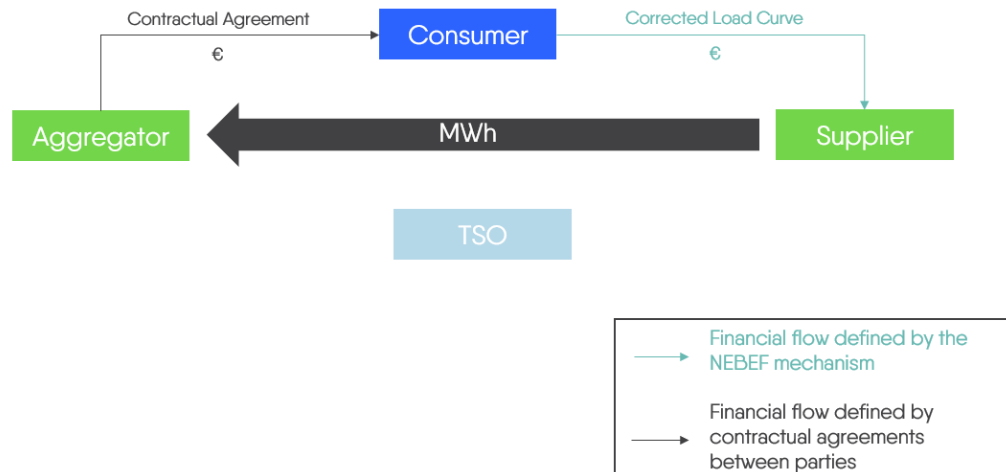 Contractual Agreement
€
Consumer
Corrected Load Curve
€
Aggregator
MWh
Supplier
TSO
Financial flow defined by the
NEBEF mechanism
Financial flow defined by
contractual agreements
between parties